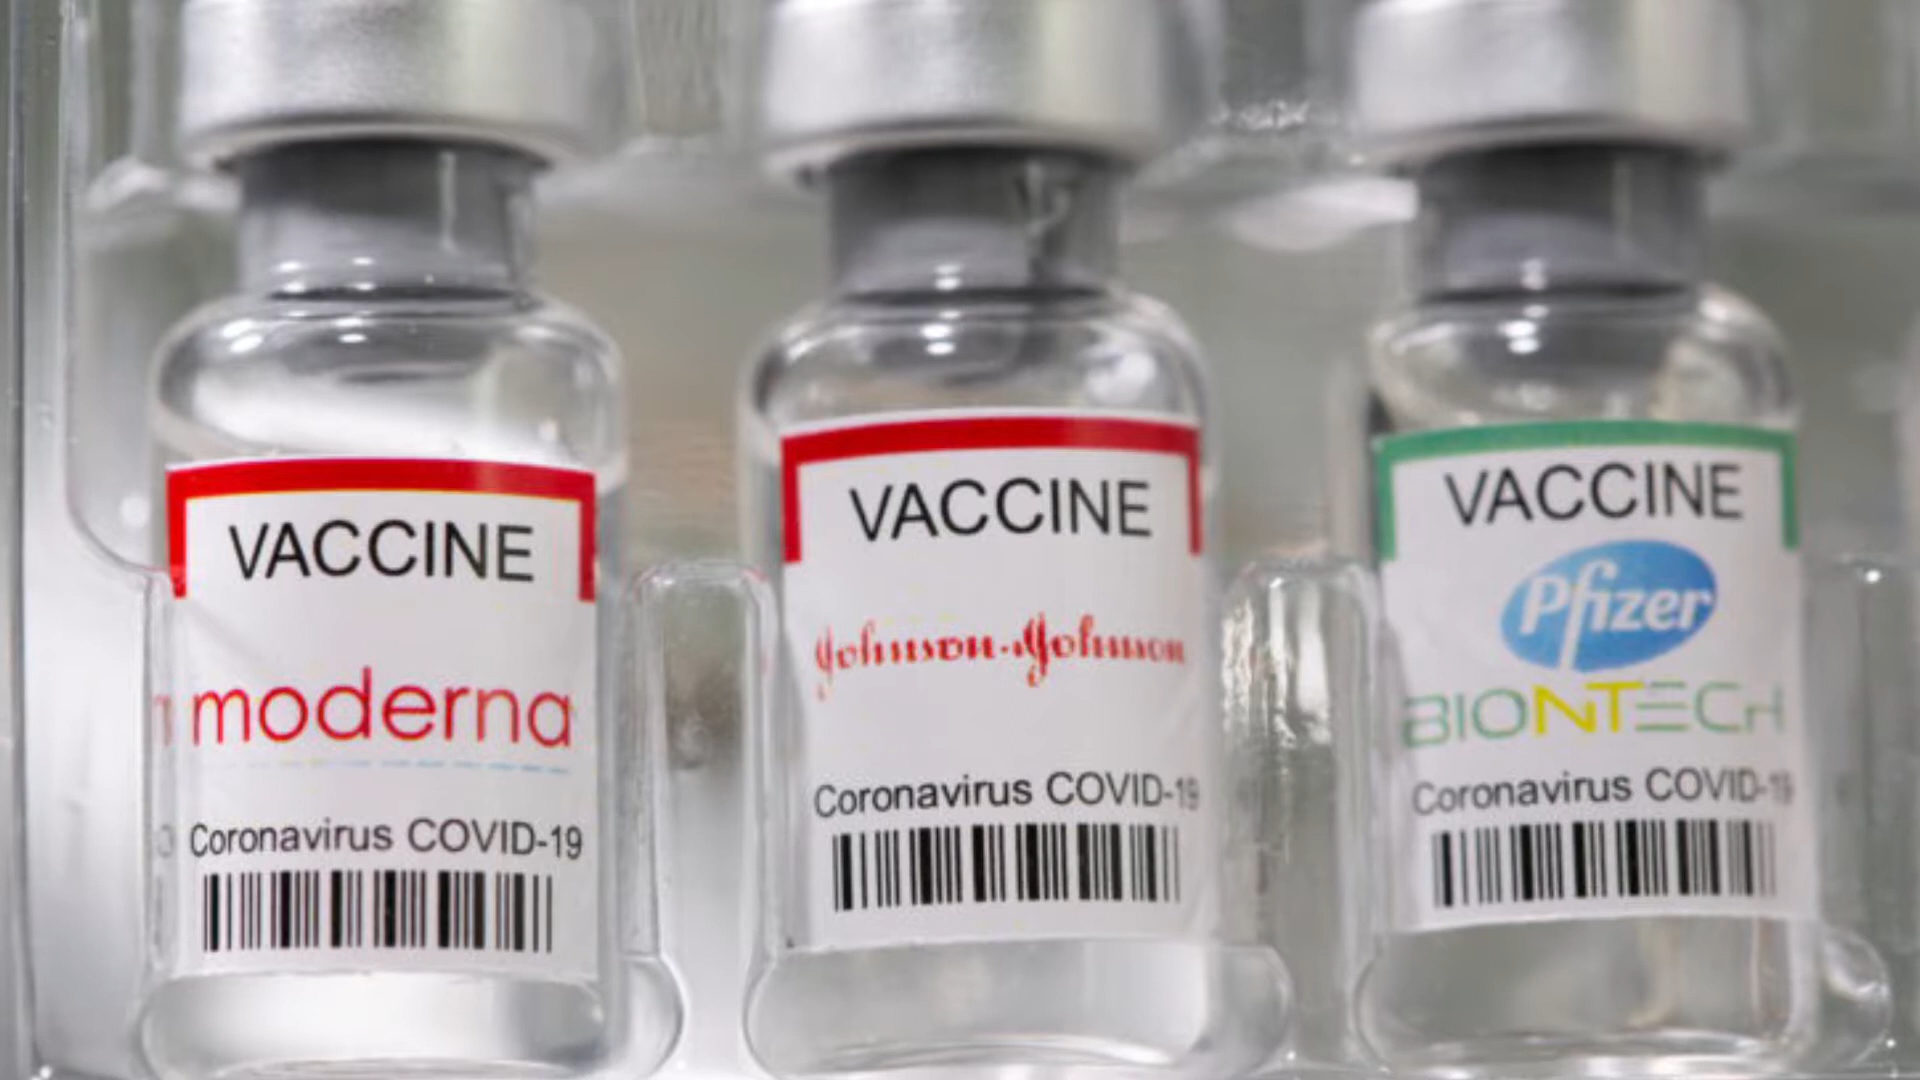 VACCINE
moderna
Coronavirus COVID-19
VACCINE
Johnson&Johnson
Coronavirus COVID-19
VACCINE
Pfizer
BIONTECH
Coronavirus COVID-19